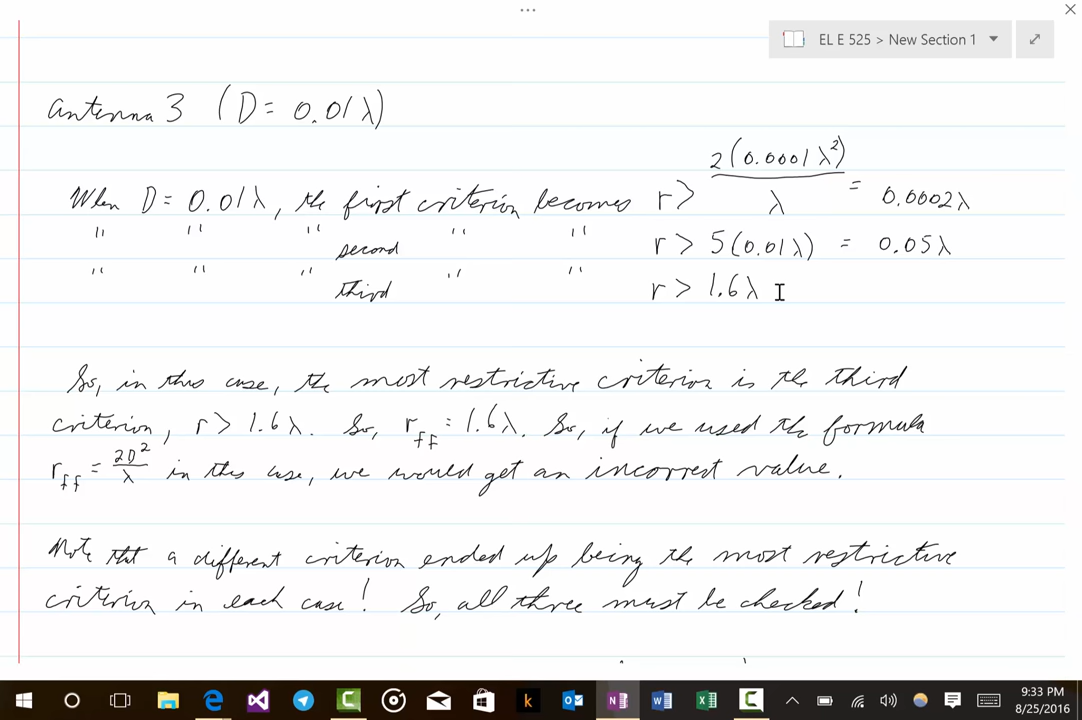 EL E 525 > New Section 1
Antenna 3 (D = 0.01λ)
When D = 0.01λ, the first criterion becomes r > 2(0.0001λ²)/λ = 0.0002λ
" " " second " " r > 5(0.01λ) = 0.05λ
" " " third " " r > 1.6λ
So, in this case, the most restrictive criterion is the third
criterion, r > 1.6λ. So, r_ff = 1.6λ. So, if we used the formula
r_ff = 2D²/λ in this case, we would get an incorrect value.
Note that a different criterion ended up being the most restrictive
criterion in each case! So, all three must be checked!
9:33 PM
8/25/2016